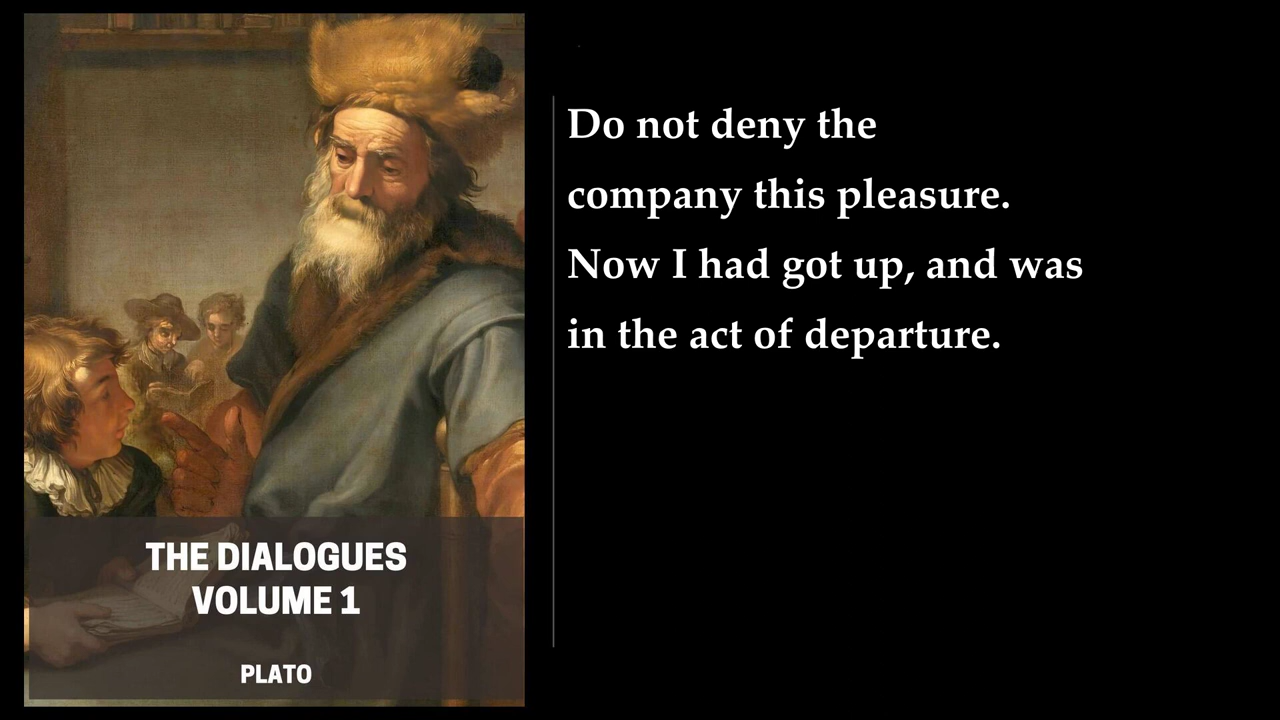 Do not deny the
company this pleasure.
Now I had got up, and was
in the act of departure.
THE DIALOGUES
VOLUME 1
PLATO